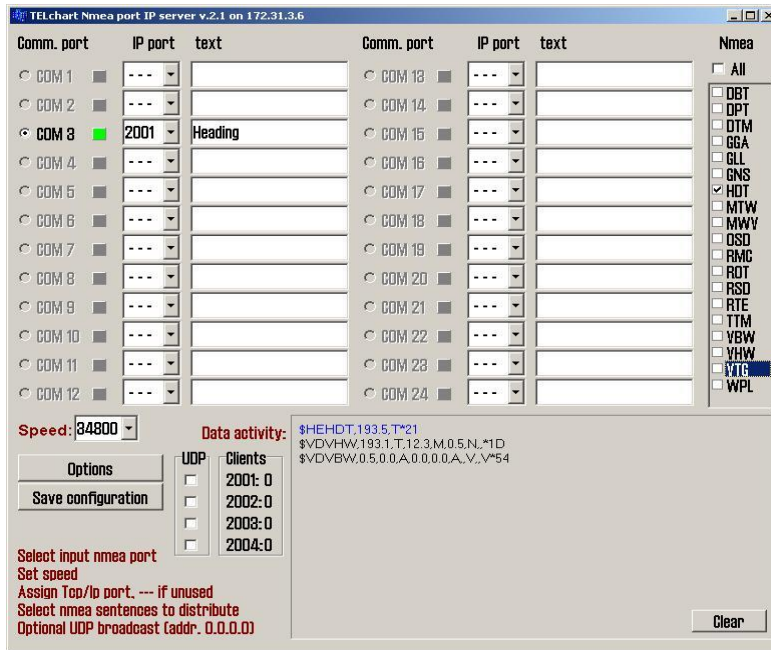 TELchart Nmea port IP server v.2.1 on 172.31.3.6
Comm. port IP port text Comm. port IP port text Nmea
COM 1 --- COM 13 --- All
COM 2 --- COM 14 ---
COM 3 2001 Heading COM 15 ---
COM 4 --- COM 16 ---
COM 5 --- COM 17 ---
COM 6 --- COM 18 ---
COM 7 --- COM 19 ---
COM 8 --- COM 20 ---
COM 9 --- COM 21 ---
COM 10 --- COM 22 ---
COM 11 --- COM 23 ---
COM 12 --- COM 24 ---
DBT
DPT
DTM
GGA
GLL
GNS
HDT
MTW
MWV
OSD
RMC
ROT
RSD
RTE
TTM
VBW
VHW
VTG
WPL
Speed: 34800
Options
Save configuration
UDP Clients
2001: 0
2002:0
2003:0
2004:0
Data activity:
$HEHDT,193.5,T*21
$VDVHW,193.1,T,12.3,M,0.5,N,,*1D
$VDVBW,0.5,0.0,A,0.0,0.0,A,,V,,V*54
Select input nmea port
Set speed
Assign Tcp/Ip port, --- if unused
Select nmea sentences to distribute
Optional UDP broadcast (addr. 0.0.0.0)
Clear